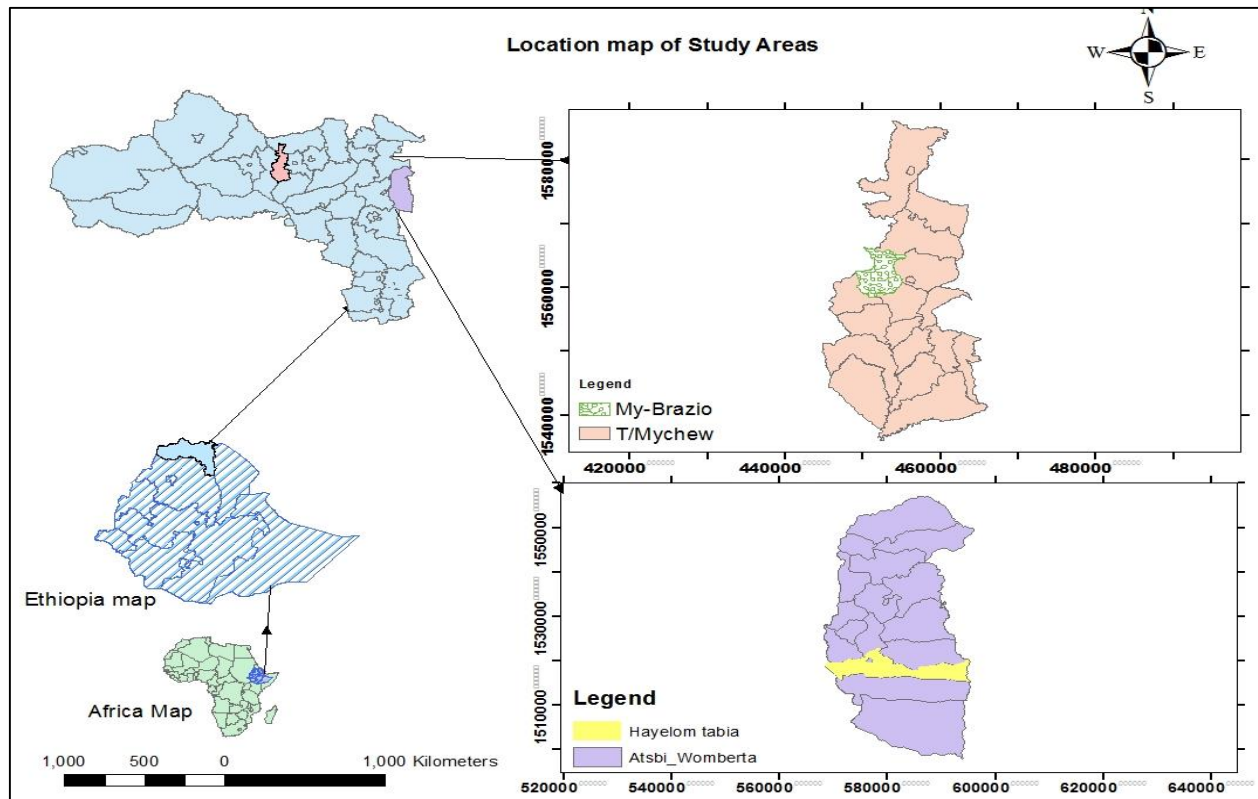 Location map of Study Areas
N
W E
S
1580000
1560000
1540000
Legend
My-Brazio
T/Mychew
420000 440000 460000 480000
Ethiopia map
Africa Map
1,000 500 0 1,000 Kilometers
1550000
1530000
1510000
Legend
Hayelom tabia
Atsbi_Womberta
520000 540000 560000 580000 600000 620000 640000